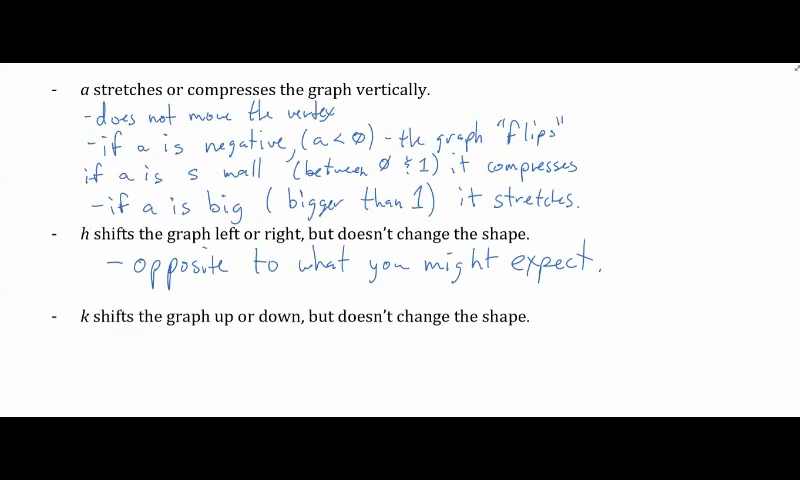 - a stretches or compresses the graph vertically.
- does not move the vertex
- if a is negative, (a < 0) - the graph "flips"
if a is small (between 0 & 1) it compresses
- if a is big (bigger than 1) it stretches.
- h shifts the graph left or right, but doesn't change the shape.
- opposite to what you might expect.
- k shifts the graph up or down, but doesn't change the shape.